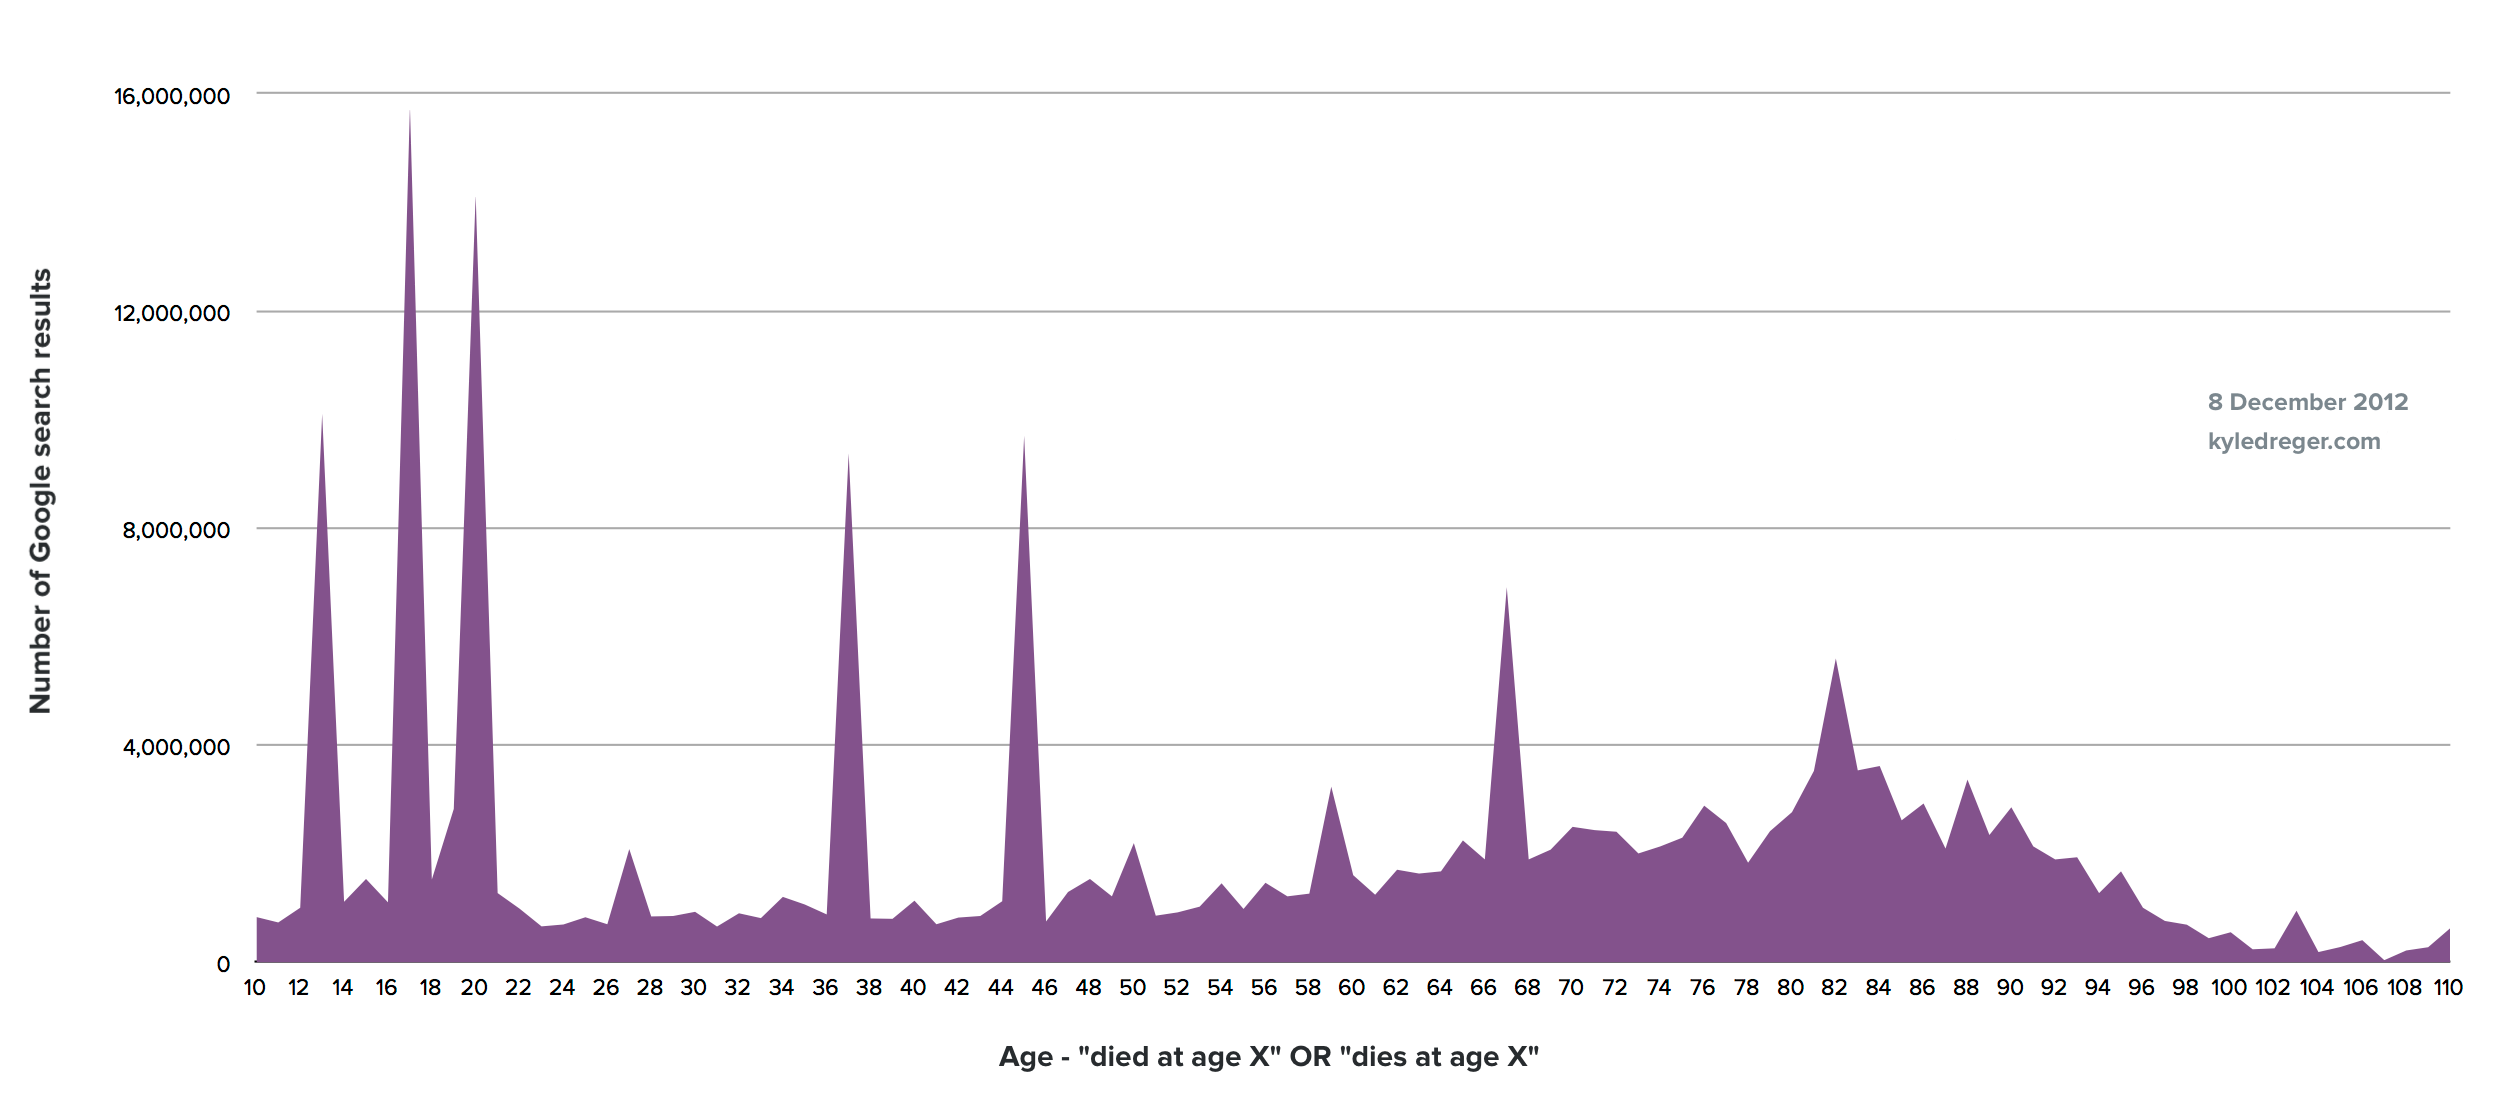 16,000,000
12,000,000
8,000,000
4,000,000
0
Number of Google search results
8 December 2012
kyledreger.com
10 12 14 16 18 20 22 24 26 28 30 32 34 36 38 40 42 44 46 48 50 52 54 56 58 60 62 64 66 68 70 72 74 76 78 80 82 84 86 88 90 92 94 96 98 100 102 104 106 108 110
Age - "died at age X" OR "dies at age X"